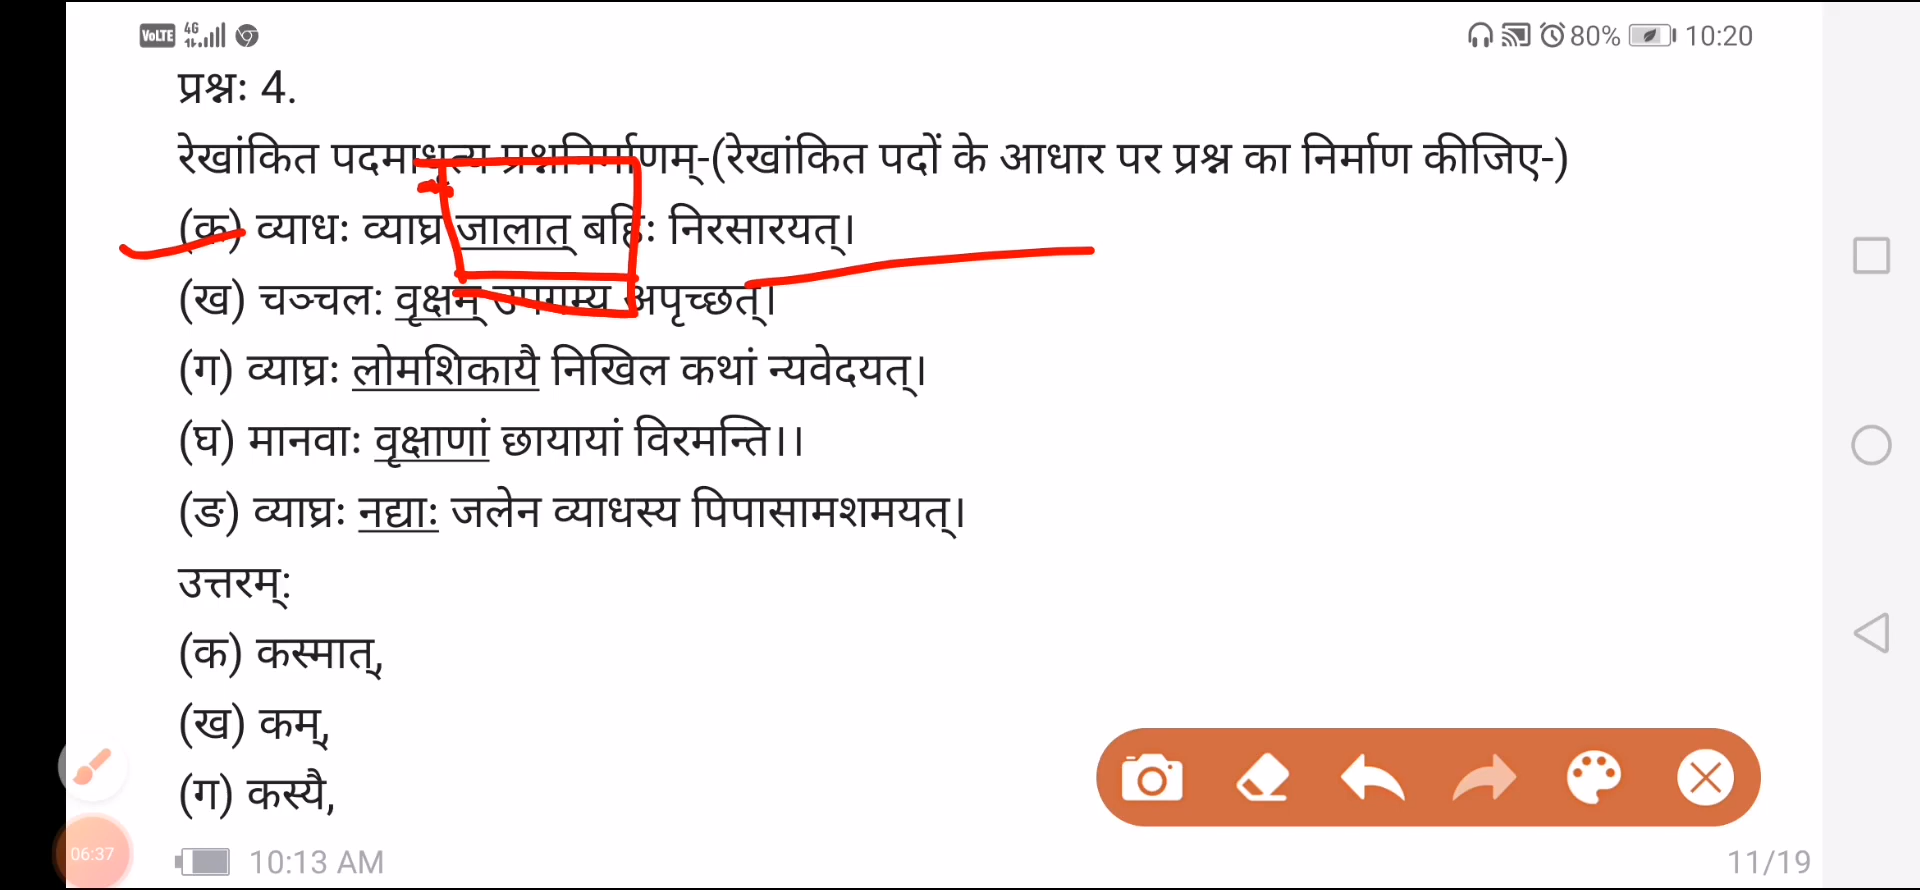 VoLTE 4G 80% 10:20
प्रश्नः 4.
रेखांकित पदमाधृत्य प्रश्ननिर्माणम्-(रेखांकित पदों के आधार पर प्रश्न का निर्माण कीजिए-)
(क) व्याधः व्याघ्रं जालात् बहिः निरसारयत्।
(ख) चञ्चल: वृक्षम् उपगम्य अपृच्छत्।
(ग) व्याघ्रः लोमशिकायै निखिल कथां न्यवेदयत्।
(घ) मानवाः वृक्षाणां छायायां विरमन्ति।।
(ङ) व्याघ्रः नद्याः जलेन व्याधस्य पिपासामशमयत्।
उत्तरम्:
(क) कस्मात्,
(ख) कम्,
(ग) कस्यै,
06:37
10:13 AM 11/19